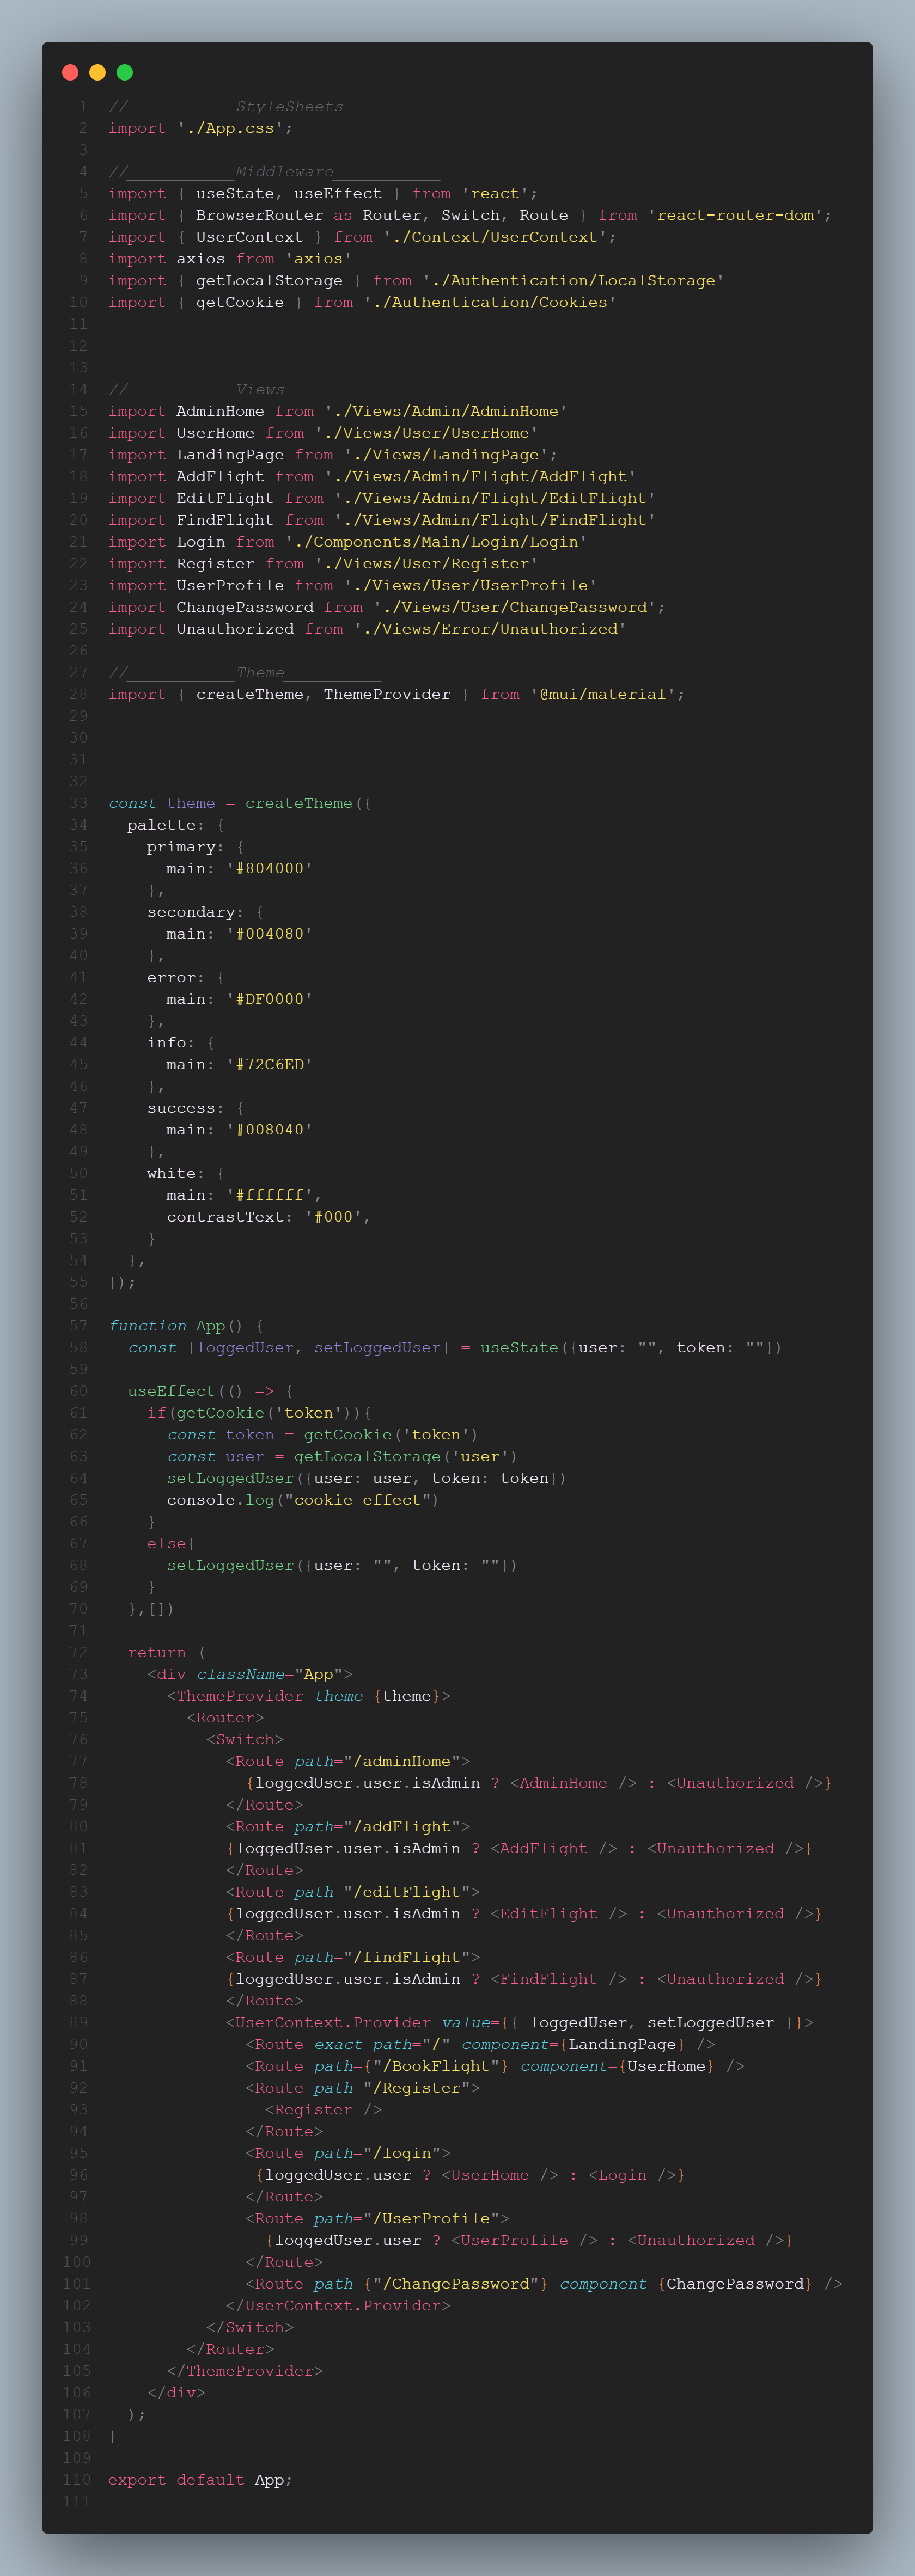 1 //___________StyleSheets___________
2 import './App.css';
3
4 //___________Middleware___________
5 import { useState, useEffect } from 'react';
6 import { BrowserRouter as Router, Switch, Route } from 'react-router-dom';
7 import { UserContext } from './Context/UserContext';
8 import axios from 'axios'
9 import { getLocalStorage } from './Authentication/LocalStorage'
10 import { getCookie } from './Authentication/Cookies'
11
12
13
14 //___________Views___________
15 import AdminHome from './Views/Admin/AdminHome'
16 import UserHome from './Views/User/UserHome'
17 import LandingPage from './Views/LandingPage';
18 import AddFlight from './Views/Admin/Flight/AddFlight'
19 import EditFlight from './Views/Admin/Flight/EditFlight'
20 import FindFlight from './Views/Admin/Flight/FindFlight'
21 import Login from './Components/Main/Login/Login'
22 import Register from './Views/User/Register'
23 import UserProfile from './Views/User/UserProfile'
24 import ChangePassword from './Views/User/ChangePassword';
25 import Unauthorized from './Views/Error/Unauthorized'
26
27 //___________Theme__________
28 import { createTheme, ThemeProvider } from '@mui/material';
29
30
31
32
33 const theme = createTheme({
34   palette: {
35     primary: {
36       main: '#804000'
37     },
38     secondary: {
39       main: '#004080'
40     },
41     error: {
42       main: '#DF0000'
43     },
44     info: {
45       main: '#72C6ED'
46     },
47     success: {
48       main: '#008040'
49     },
50     white: {
51       main: '#ffffff',
52       contrastText: '#000',
53     }
54   },
55 });
56
57 function App() {
58   const [loggedUser, setLoggedUser] = useState({user: "", token: ""})
59
60   useEffect(() => {
61     if(getCookie('token')){
62       const token = getCookie('token')
63       const user = getLocalStorage('user')
64       setLoggedUser({user: user, token: token})
65       console.log("cookie effect")
66     }
67     else{
68       setLoggedUser({user: "", token: ""})
69     }
70   },[])
71
72   return (
73     <div className="App">
74       <ThemeProvider theme={theme}>
75         <Router>
76           <Switch>
77             <Route path="/adminHome">
78               {loggedUser.user.isAdmin ? <AdminHome /> : <Unauthorized />}
79             </Route>
80             <Route path="/addFlight">
81             {loggedUser.user.isAdmin ? <AddFlight /> : <Unauthorized />}
82             </Route>
83             <Route path="/editFlight">
84             {loggedUser.user.isAdmin ? <EditFlight /> : <Unauthorized />}
85             </Route>
86             <Route path="/findFlight">
87             {loggedUser.user.isAdmin ? <FindFlight /> : <Unauthorized />}
88             </Route>
89             <UserContext.Provider value={{ loggedUser, setLoggedUser }}>
90               <Route exact path="/" component={LandingPage} />
91               <Route path={"/BookFlight"} component={UserHome} />
92               <Route path="/Register">
93                 <Register />
94               </Route>
95               <Route path="/login">
96                {loggedUser.user ? <UserHome /> : <Login />}
97               </Route>
98               <Route path="/UserProfile">
99                 {loggedUser.user ? <UserProfile /> : <Unauthorized />}
100               </Route>
101               <Route path={"/ChangePassword"} component={ChangePassword} />
102             </UserContext.Provider>
103           </Switch>
104         </Router>
105       </ThemeProvider>
106     </div>
107   );
108 }
109
110 export default App;
111